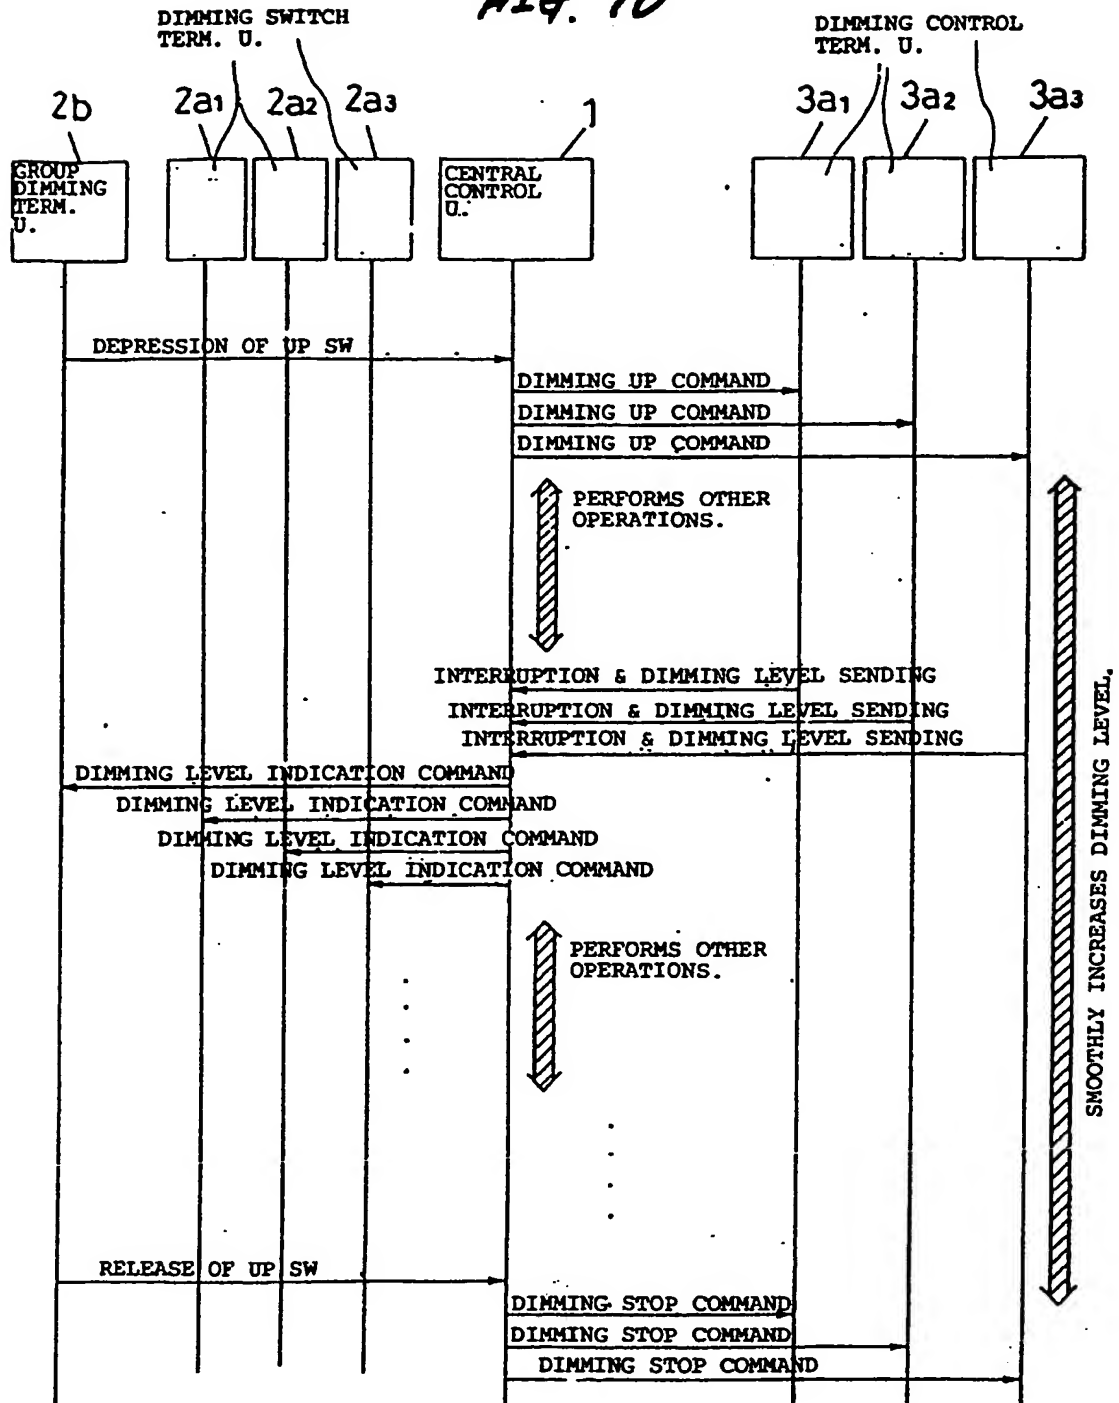 FIG. 10
DIMMING SWITCH
TERM. U.
DIMMING CONTROL
TERM. U.
2b
2a1
2a2
2a3
1
3a1
3a2
3a3
GROUP
DIMMING
TERM.
U.
CENTRAL
CONTROL
U.
DEPRESSION OF UP SW
DIMMING UP COMMAND
DIMMING UP COMMAND
DIMMING UP COMMAND
PERFORMS OTHER
OPERATIONS.
INTERRUPTION & DIMMING LEVEL SENDING
INTERRUPTION & DIMMING LEVEL SENDING
INTERRUPTION & DIMMING LEVEL SENDING
DIMMING LEVEL INDICATION COMMAND
DIMMING LEVEL INDICATION COMMAND
DIMMING LEVEL INDICATION COMMAND
DIMMING LEVEL INDICATION COMMAND
PERFORMS OTHER
OPERATIONS.
SMOOTHLY INCREASES DIMMING LEVEL.
RELEASE OF UP SW
DIMMING STOP COMMAND
DIMMING STOP COMMAND
DIMMING STOP COMMAND